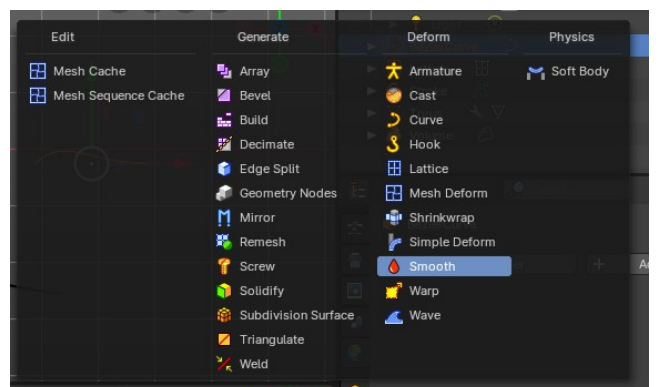 Edit
Mesh Cache
Mesh Sequence Cache
Generate
Array
Bevel
Build
Decimate
Edge Split
Geometry Nodes
Mirror
Remesh
Screw
Solidify
Subdivision Surface
Triangulate
Weld
Deform
Armature
Cast
Curve
Hook
Lattice
Mesh Deform
Shrinkwrap
Simple Deform
Smooth
Warp
Wave
Physics
Soft Body